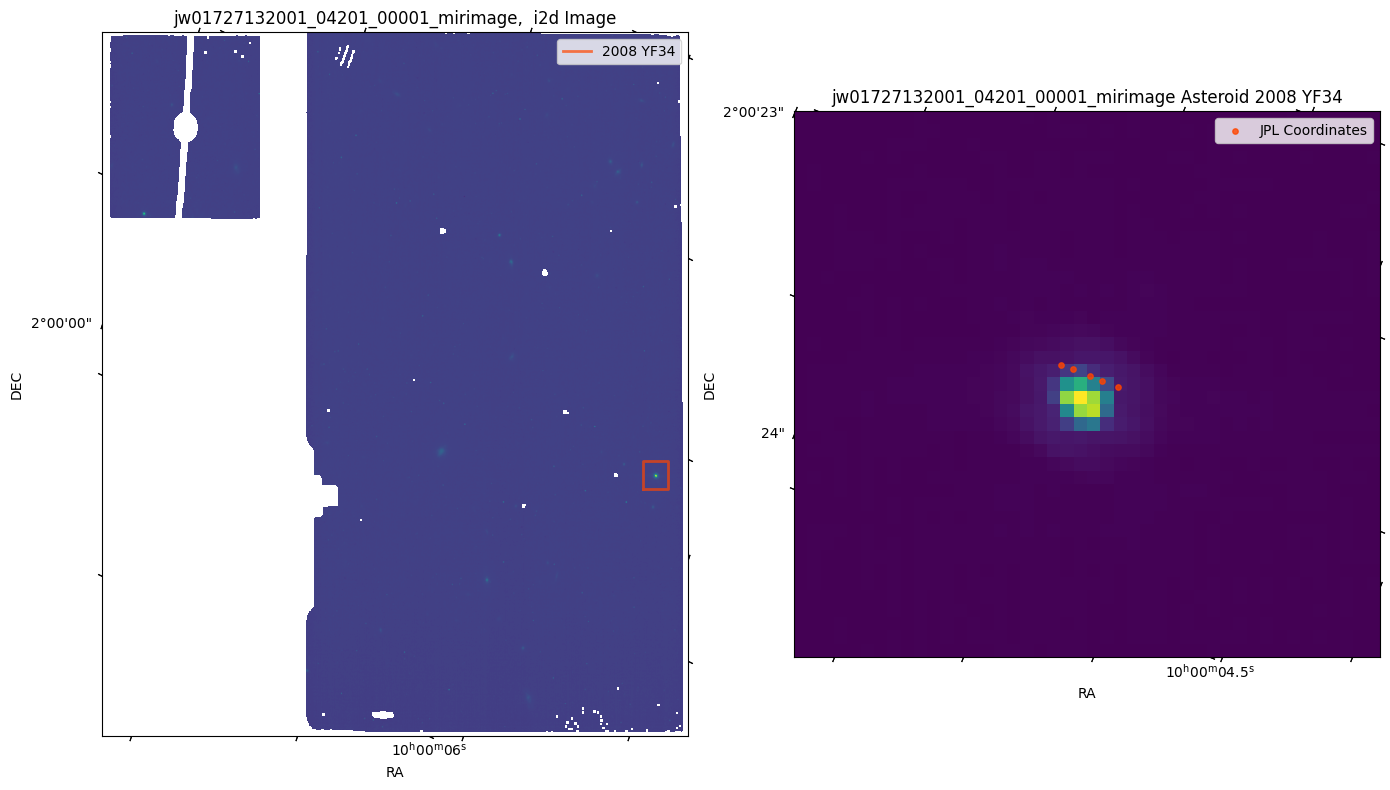 jw01727132001_04201_00001_mirimage,  i2d Image
2008 YF34
2°00'00"
DEC
10ʰ00ᵐ06ˢ
RA
jw01727132001_04201_00001_mirimage Asteroid 2008 YF34
JPL Coordinates
2°00'23"
24"
DEC
10ʰ00ᵐ04.5ˢ
RA